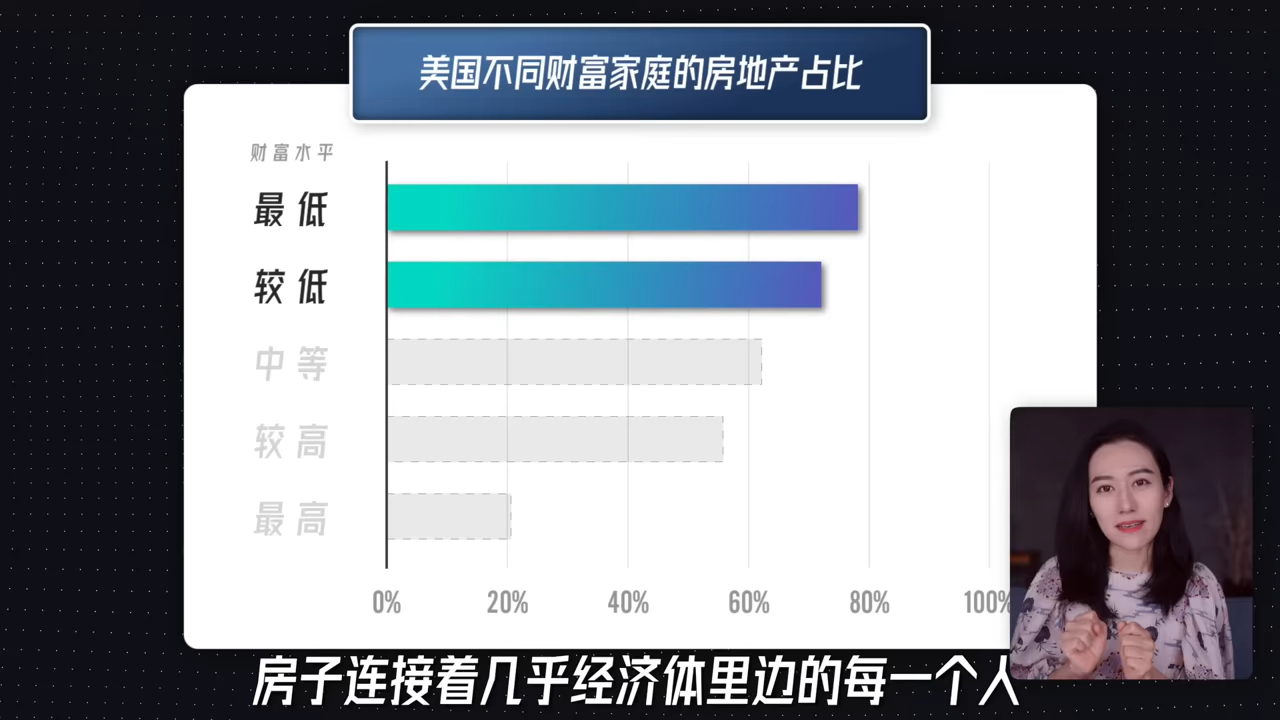 美国不同财富家庭的房地产占比
财富水平
最低
较低
中等
较高
最高
0% 20% 40% 60% 80% 100%
房子连接着几乎经济体里边的每一个人